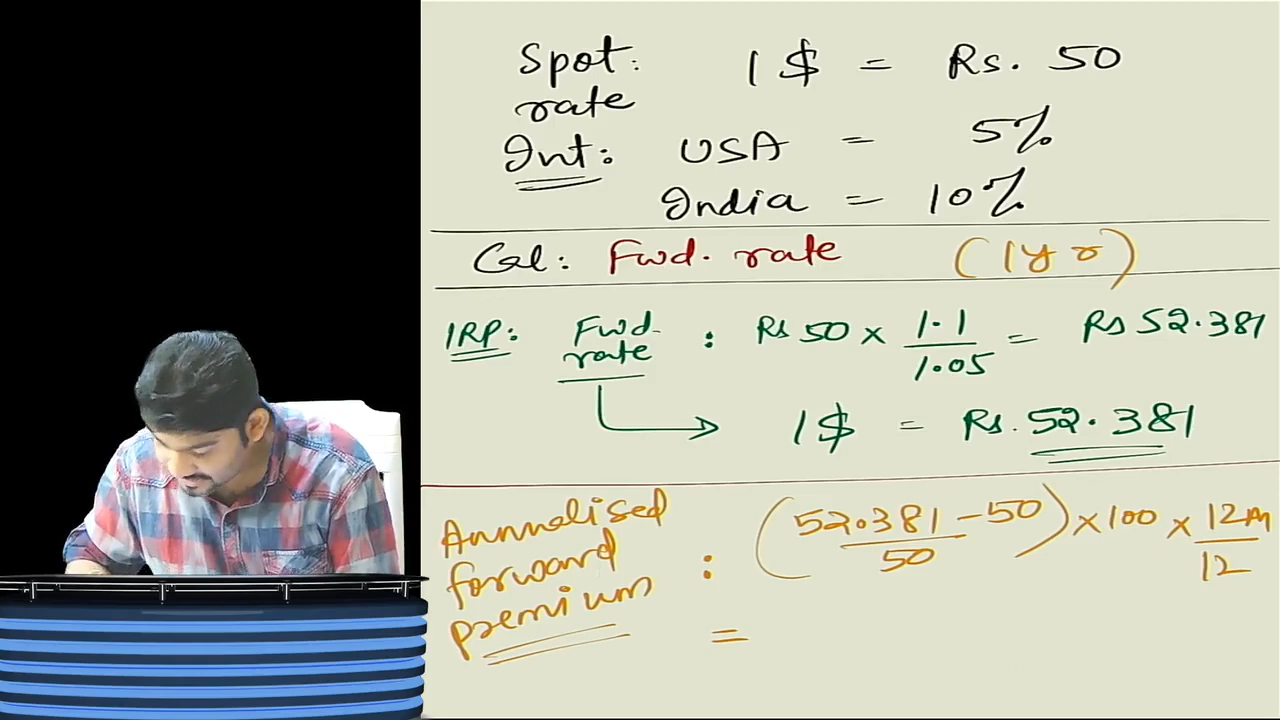 Spot: 1 $ = Rs. 50
rate
Int: USA = 5%
India = 10%
Cal: Fwd. rate (1yr)
IRP: Fwd. rate : Rs 50 × 1.1 / 1.05 = Rs 52.381
1$ = Rs. 52.381
Annualised forward premium : (52.381 - 50 / 50) × 100 × 12M / 12
=